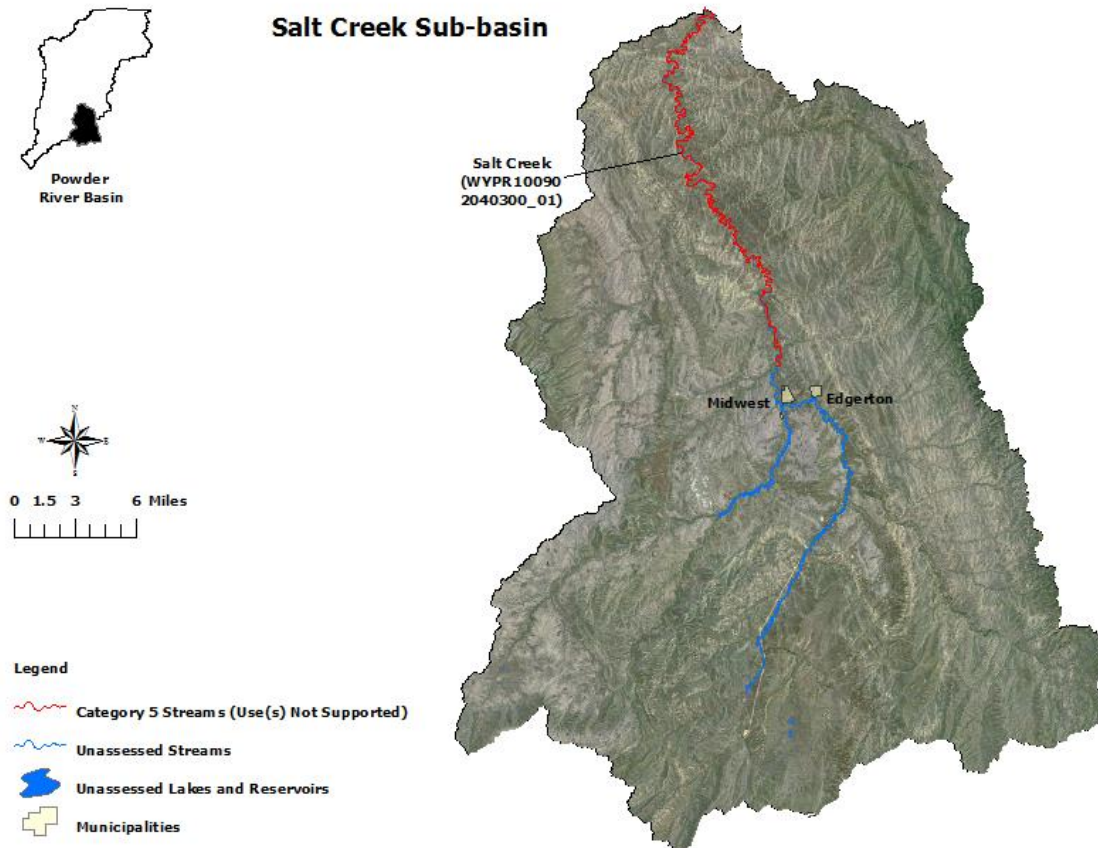 Salt Creek Sub-basin
Powder
River Basin
Salt Creek
(WYPR10090
2040300_01)
Midwest
Edgerton
N
W
E
S
0 1.5 3 6 Miles
Legend
Category 5 Streams (Use(s) Not Supported)
Unassessed Streams
Unassessed Lakes and Reservoirs
Municipalities